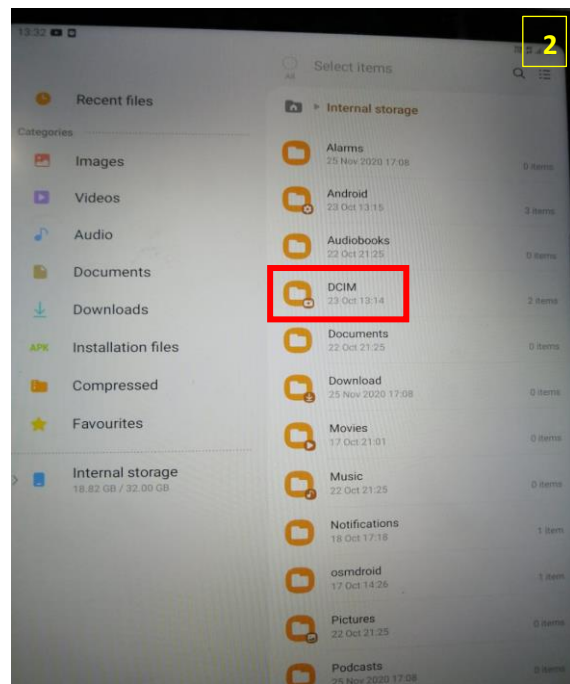 2
13:32
All
Select items
Recent files
Categories
Images
Videos
Audio
Documents
Downloads
APK Installation files
Compressed
Favourites
Internal storage
18.82 GB / 32.00 GB
Internal storage
Alarms
25 Nov 2020 17:08
0 items
Android
23 Oct 13:15
3 items
Audiobooks
22 Oct 21:25
0 items
DCIM
23 Oct 13:14
2 items
Documents
22 Oct 21:25
0 items
Download
25 Nov 2020 17:08
0 items
Movies
17 Oct 21:01
0 items
Music
22 Oct 21:25
0 items
Notifications
18 Oct 17:18
1 item
osmdroid
17 Oct 14:26
1 item
Pictures
22 Oct 21:25
0 items
Podcasts
25 Nov 2020 17:08
0 items